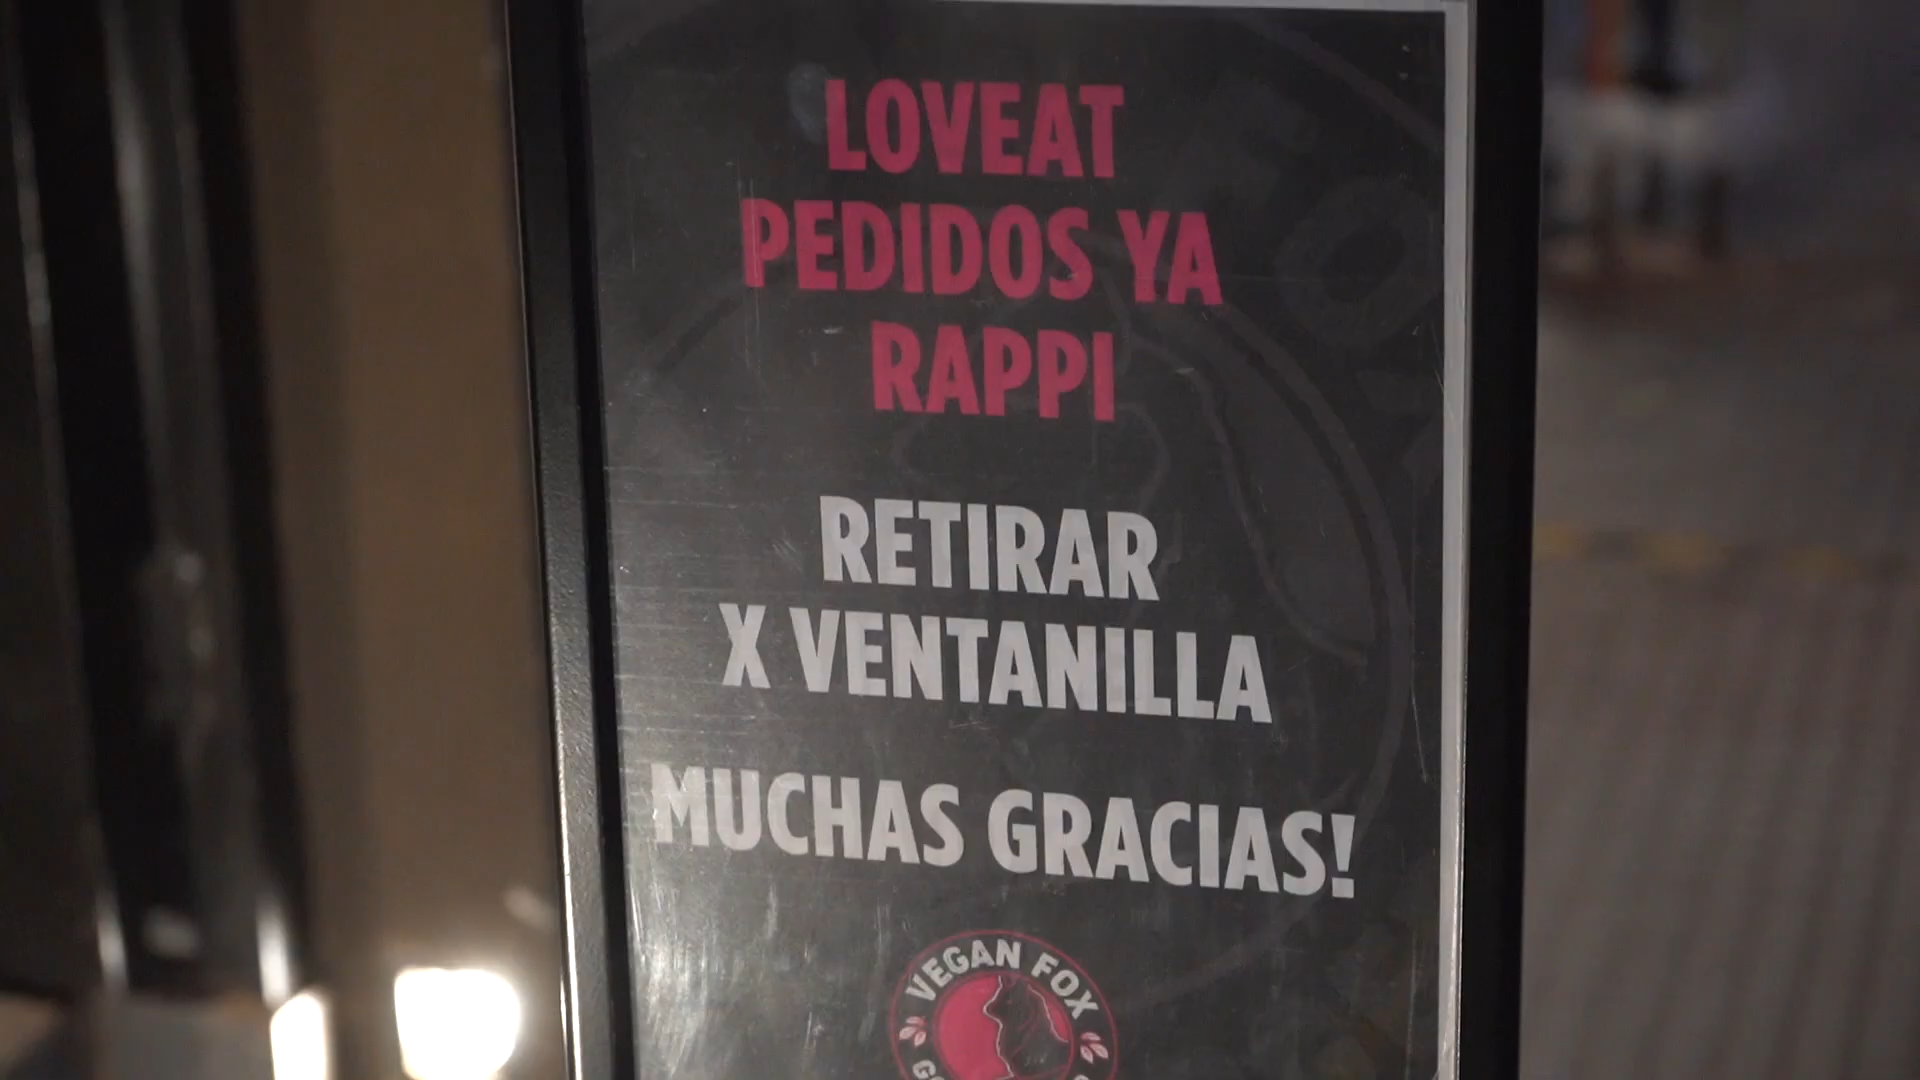 LOVEAT
PEDIDOS YA
RAPPI
RETIRAR
X VENTANILLA
MUCHAS GRACIAS!
VEGAN FOX